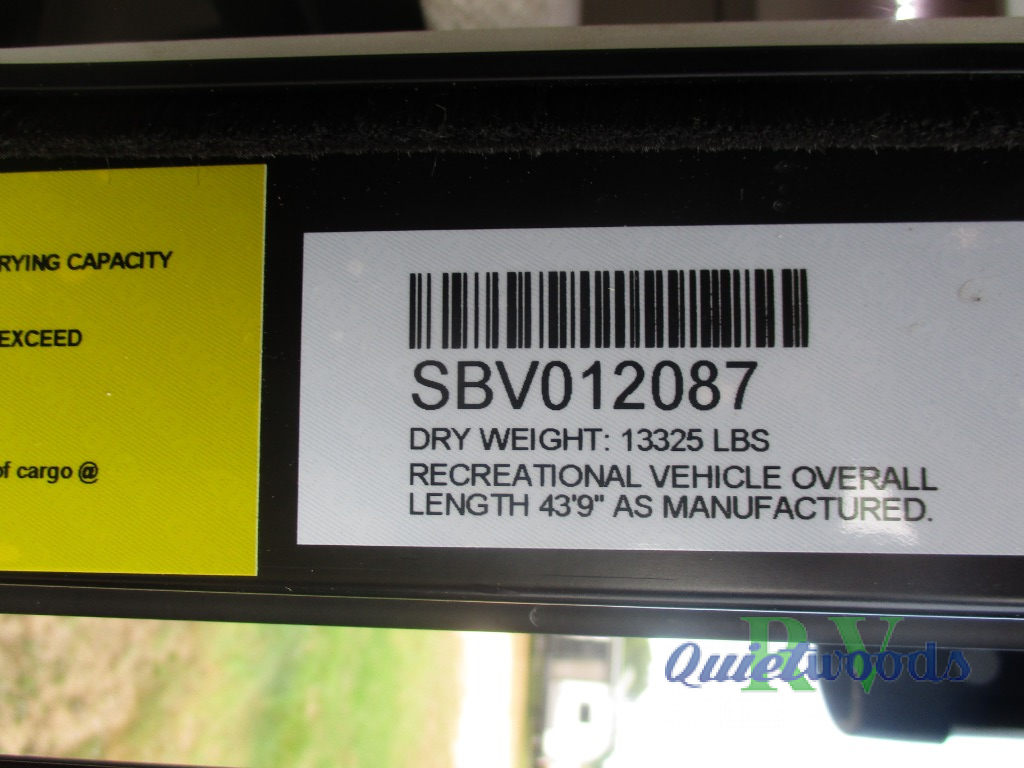 RYING CAPACITY
EXCEED
of cargo @
SBV012087
DRY WEIGHT: 13325 LBS
RECREATIONAL VEHICLE OVERALL
LENGTH 43'9" AS MANUFACTURED.
RV
Quietwoods